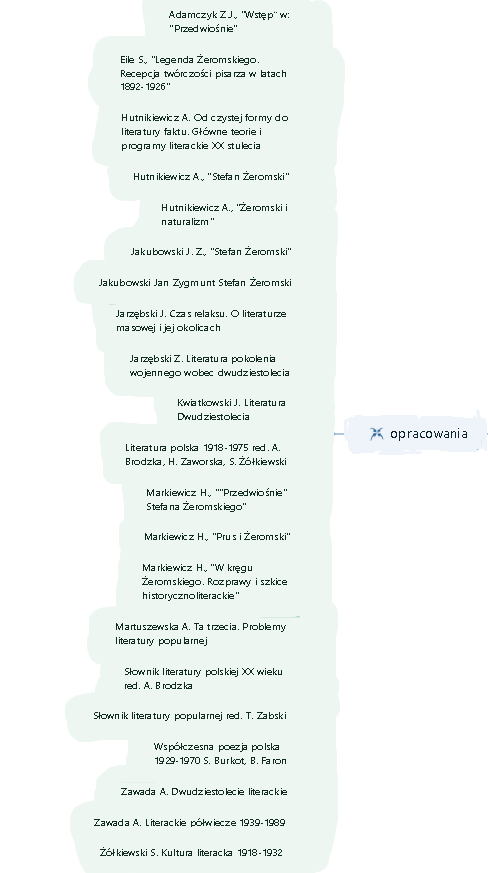 Adamczyk Z.J., "Wstęp" w:
"Przedwiośnie"
Eile S., "Legenda Żeromskiego.
Recepcja twórczości pisarza w latach
1892-1926"
Hutnikiewicz A. Od czystej formy do
literatury faktu. Główne teorie i
programy literackie XX stulecia
Hutnikiewicz A., "Stefan Żeromski"
Hutnikiewicz A., "Żeromski i
naturalizm"
Jakubowski J. Z., "Stefan Żeromski"
Jakubowski Jan Zygmunt Stefan Żeromski
Jarzębski J. Czas relaksu. O literaturze
masowej i jej okolicach
Jarzębski Z. Literatura pokolenia
wojennego wobec dwudziestolecia
Kwiatkowski J. Literatura
Dwudziestolecia
opracowania
Literatura polska 1918-1975 red. A.
Brodzka, H. Zaworska, S. Żółkiewski
Markiewicz H., ""Przedwiośnie"
Stefana Żeromskiego"
Markiewicz H., "Prus i Żeromski"
Markiewicz H., "W kręgu
Żeromskiego. Rozprawy i szkice
historycznoliterackie"
Martuszewska A. Ta trzecia. Problemy
literatury popularnej
Słownik literatury polskiej XX wieku
red. A. Brodzka
Słownik literatury popularnej red. T. Zabski
Współczesna poezja polska
1929-1970 S. Burkot, B. Faron
Zawada A. Dwudziestolecie literackie
Zawada A. Literackie półwiecze 1939-1989
Żółkiewski S. Kultura literacka 1918-1932